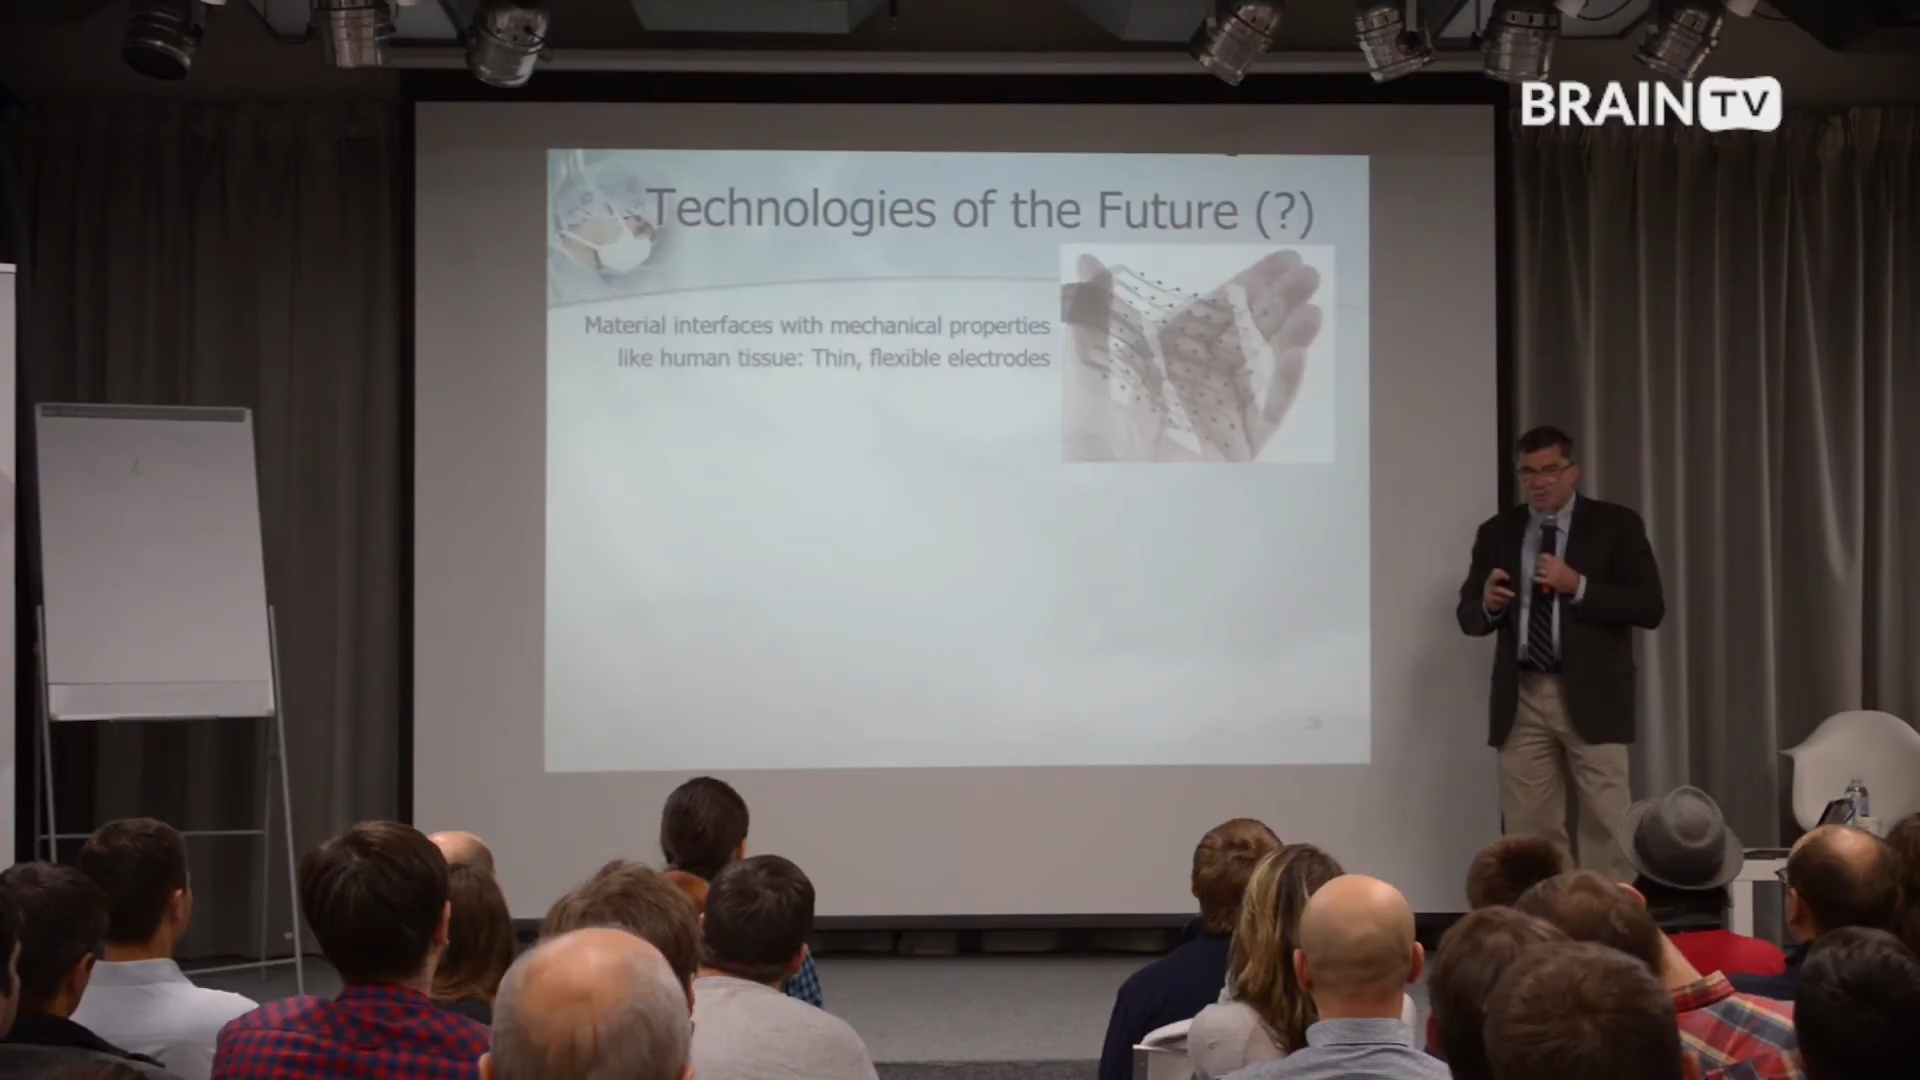 BRAIN TV
Technologies of the Future (?)
Material interfaces with mechanical properties
like human tissue: Thin, flexible electrodes